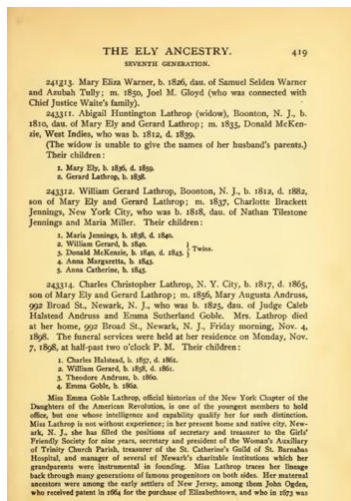 THE ELY ANCESTRY. 419
SEVENTH GENERATION.
241313. Mary Eliza Warner, b. 1826, dau. of Samuel Selden Warner
and Azubah Tully; m. 1850, Joel M. Gloyd (who was connected with
Chief Justice Waite's family).
243311. Abigail Huntington Lathrop (widow), Boonton, N. J., b.
1810, dau. of Mary Ely and Gerard Lathrop; m. 1835, Donald McKen-
zie, West Indies, who was b. 1812, d. 1839.
(The widow is unable to give the names of her husband's parents.)
Their children:
1. Mary Ely, b. 1836, d. 1859.
2. Gerard Lathrop, b. 1838.
243312. William Gerard Lathrop, Boonton, N. J., b. 1812, d. 1882,
son of Mary Ely and Gerard Lathrop; m. 1837, Charlotte Brackett
Jennings, New York City, who was b. 1818, dau. of Nathan Tilestone
Jennings and Maria Miller. Their children:
1. Maria Jennings, b. 1838, d. 1840.
2. William Gerard, b. 1840.
3. Donald McKenzie, b. 1840, d. 1843. } Twins.
4. Anna Margaretta, b. 1843.
5. Anna Catherine, b. 1845.
243314. Charles Christopher Lathrop, N. Y. City, b. 1817, d. 1865,
son of Mary Ely and Gerard Lathrop; m. 1856, Mary Augusta Andruss,
992 Broad St., Newark, N. J., who was b. 1825, dau. of Judge Caleb
Halstead Andruss and Emma Sutherland Goble. Mrs. Lathrop died
at her home, 992 Broad St., Newark, N. J., Friday morning, Nov. 4,
1898. The funeral services were held at her residence on Monday, Nov.
7, 1898, at half-past two o'clock P. M. Their children:
1. Charles Halstead, b. 1857, d. 1861.
2. William Gerard, b. 1858, d. 1861.
3. Theodore Andruss, b. 1860.
4. Emma Goble, b. 1862.
Miss Emma Goble Lathrop, official historian of the New York Chapter of the
Daughters of the American Revolution, is one of the youngest members to hold
office, but one whose intelligence and capability qualify her for such distinction.
Miss Lathrop is not without experience; in her present home and native city, New-
ark, N. J., she has filled the positions of secretary and treasurer to the Girls'
Friendly Society for nine years, secretary and president of the Woman's Auxiliary
of Trinity Church Parish, treasurer of the St. Catherine's Guild of St. Barnabas
Hospital, and manager of several of Newark's charitable institutions which her
grandparents were instrumental in founding. Miss Lathrop traces her lineage
back through many generations of famous progenitors on both sides. Her maternal
ancestors were among the early settlers of New Jersey, among them John Ogden,
who received patent in 1664 for the purchase of Elizabethtown, and who in 1673 was